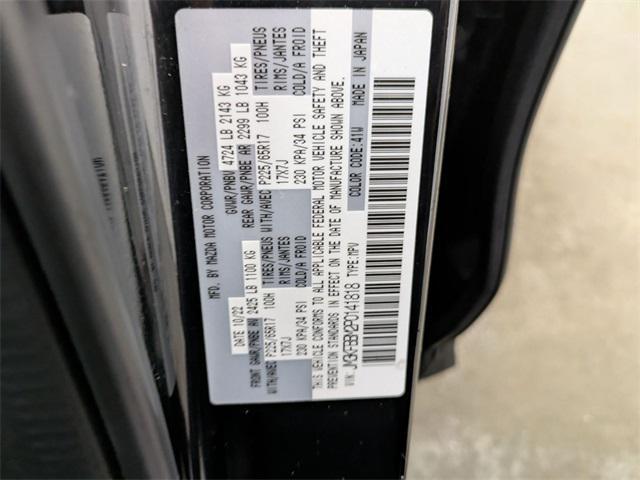 MFD. BY MAZDA MOTOR CORPORATION
DATE 10/22 GVWR/PNBV 4724 LB 2143 KG
FRONT GAWR/PNBE AV 2425 LB 1100 KG REAR GAWR/PNBE AR 2299 LB 1043 KG
WITH/AVEC P225/65R17 100H TIRES/PNEUS WITH/AVEC P225/65R17 100H TIRES/PNEUS
17X7J RIMS/JANTES 17X7J RIMS/JANTES
230 KPA/34 PSI COLD/A FROID 230 KPA/34 PSI COLD/A FROID
THIS VEHICLE CONFORMS TO ALL APPLICABLE FEDERAL MOTOR VEHICLE SAFETY AND THEFT
PREVENTION STANDARDS IN EFFECT ON THE DATE OF MANUFACTURE SHOWN ABOVE.
VIN: JM3KFBBM2P0141818 TYPE:MPV COLOR CODE:41W MADE IN JAPAN